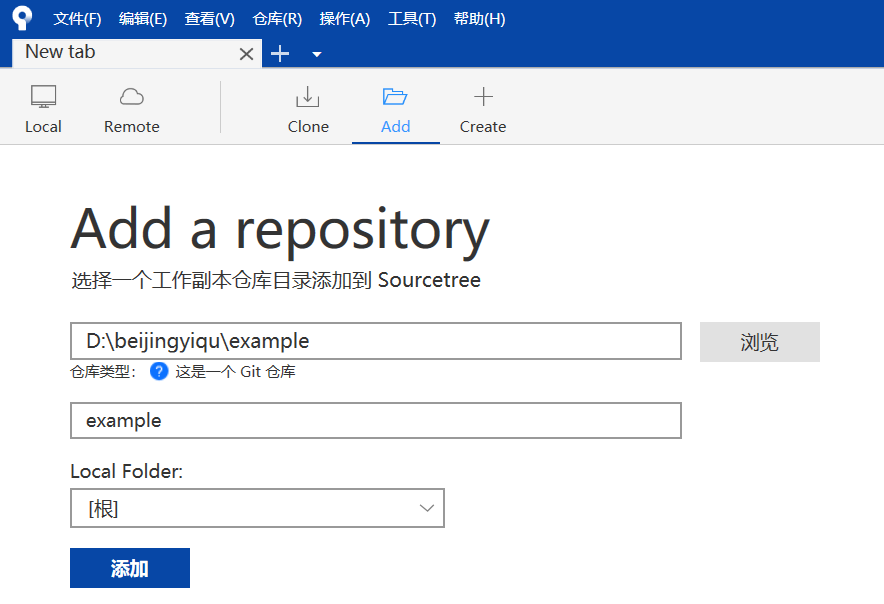 文件(F) 编辑(E) 查看(V) 仓库(R) 操作(A) 工具(T) 帮助(H)
New tab
Local Remote Clone Add Create
Add a repository
选择一个工作副本仓库目录添加到 Sourcetree
D:\beijingyiqu\example 浏览
仓库类型: ? 这是一个 Git 仓库
example
Local Folder:
[根]
添加